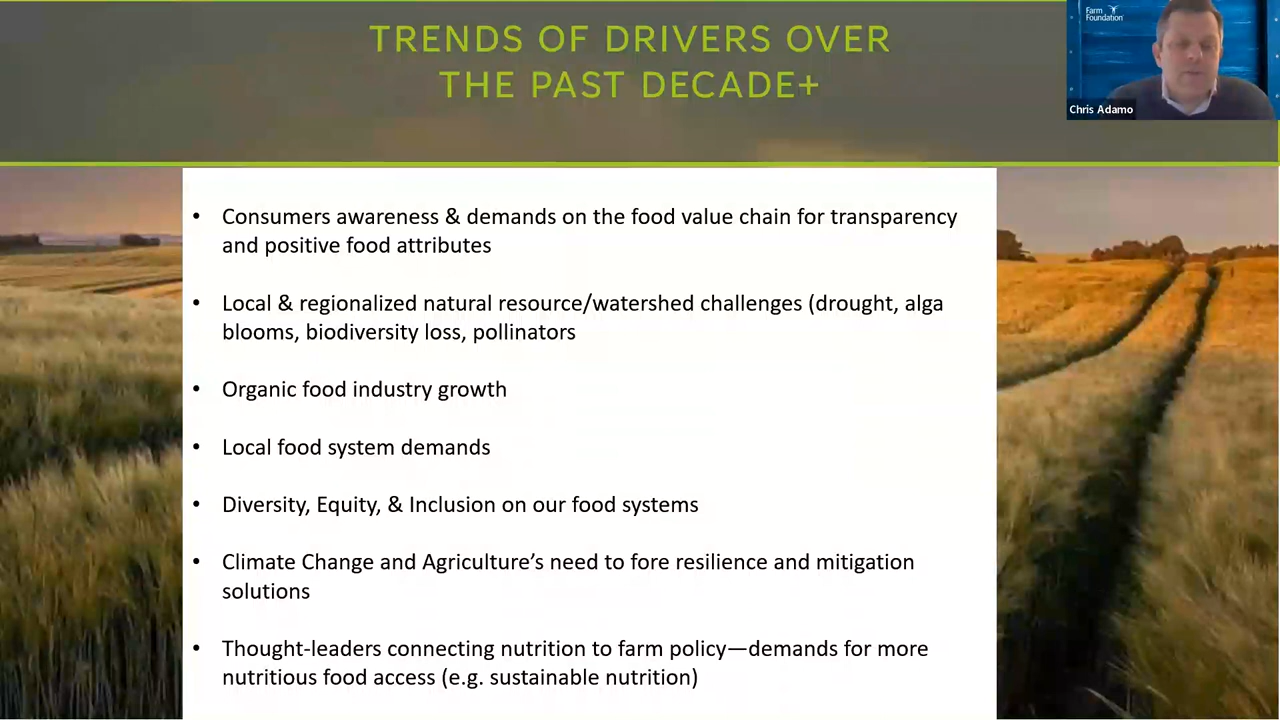 TRENDS OF DRIVERS OVER
THE PAST DECADE+
Farm
Foundation
Chris Adamo
• Consumers awareness & demands on the food value chain for transparency
and positive food attributes
• Local & regionalized natural resource/watershed challenges (drought, alga
blooms, biodiversity loss, pollinators
• Organic food industry growth
• Local food system demands
• Diversity, Equity, & Inclusion on our food systems
• Climate Change and Agriculture’s need to fore resilience and mitigation
solutions
• Thought-leaders connecting nutrition to farm policy—demands for more
nutritious food access (e.g. sustainable nutrition)